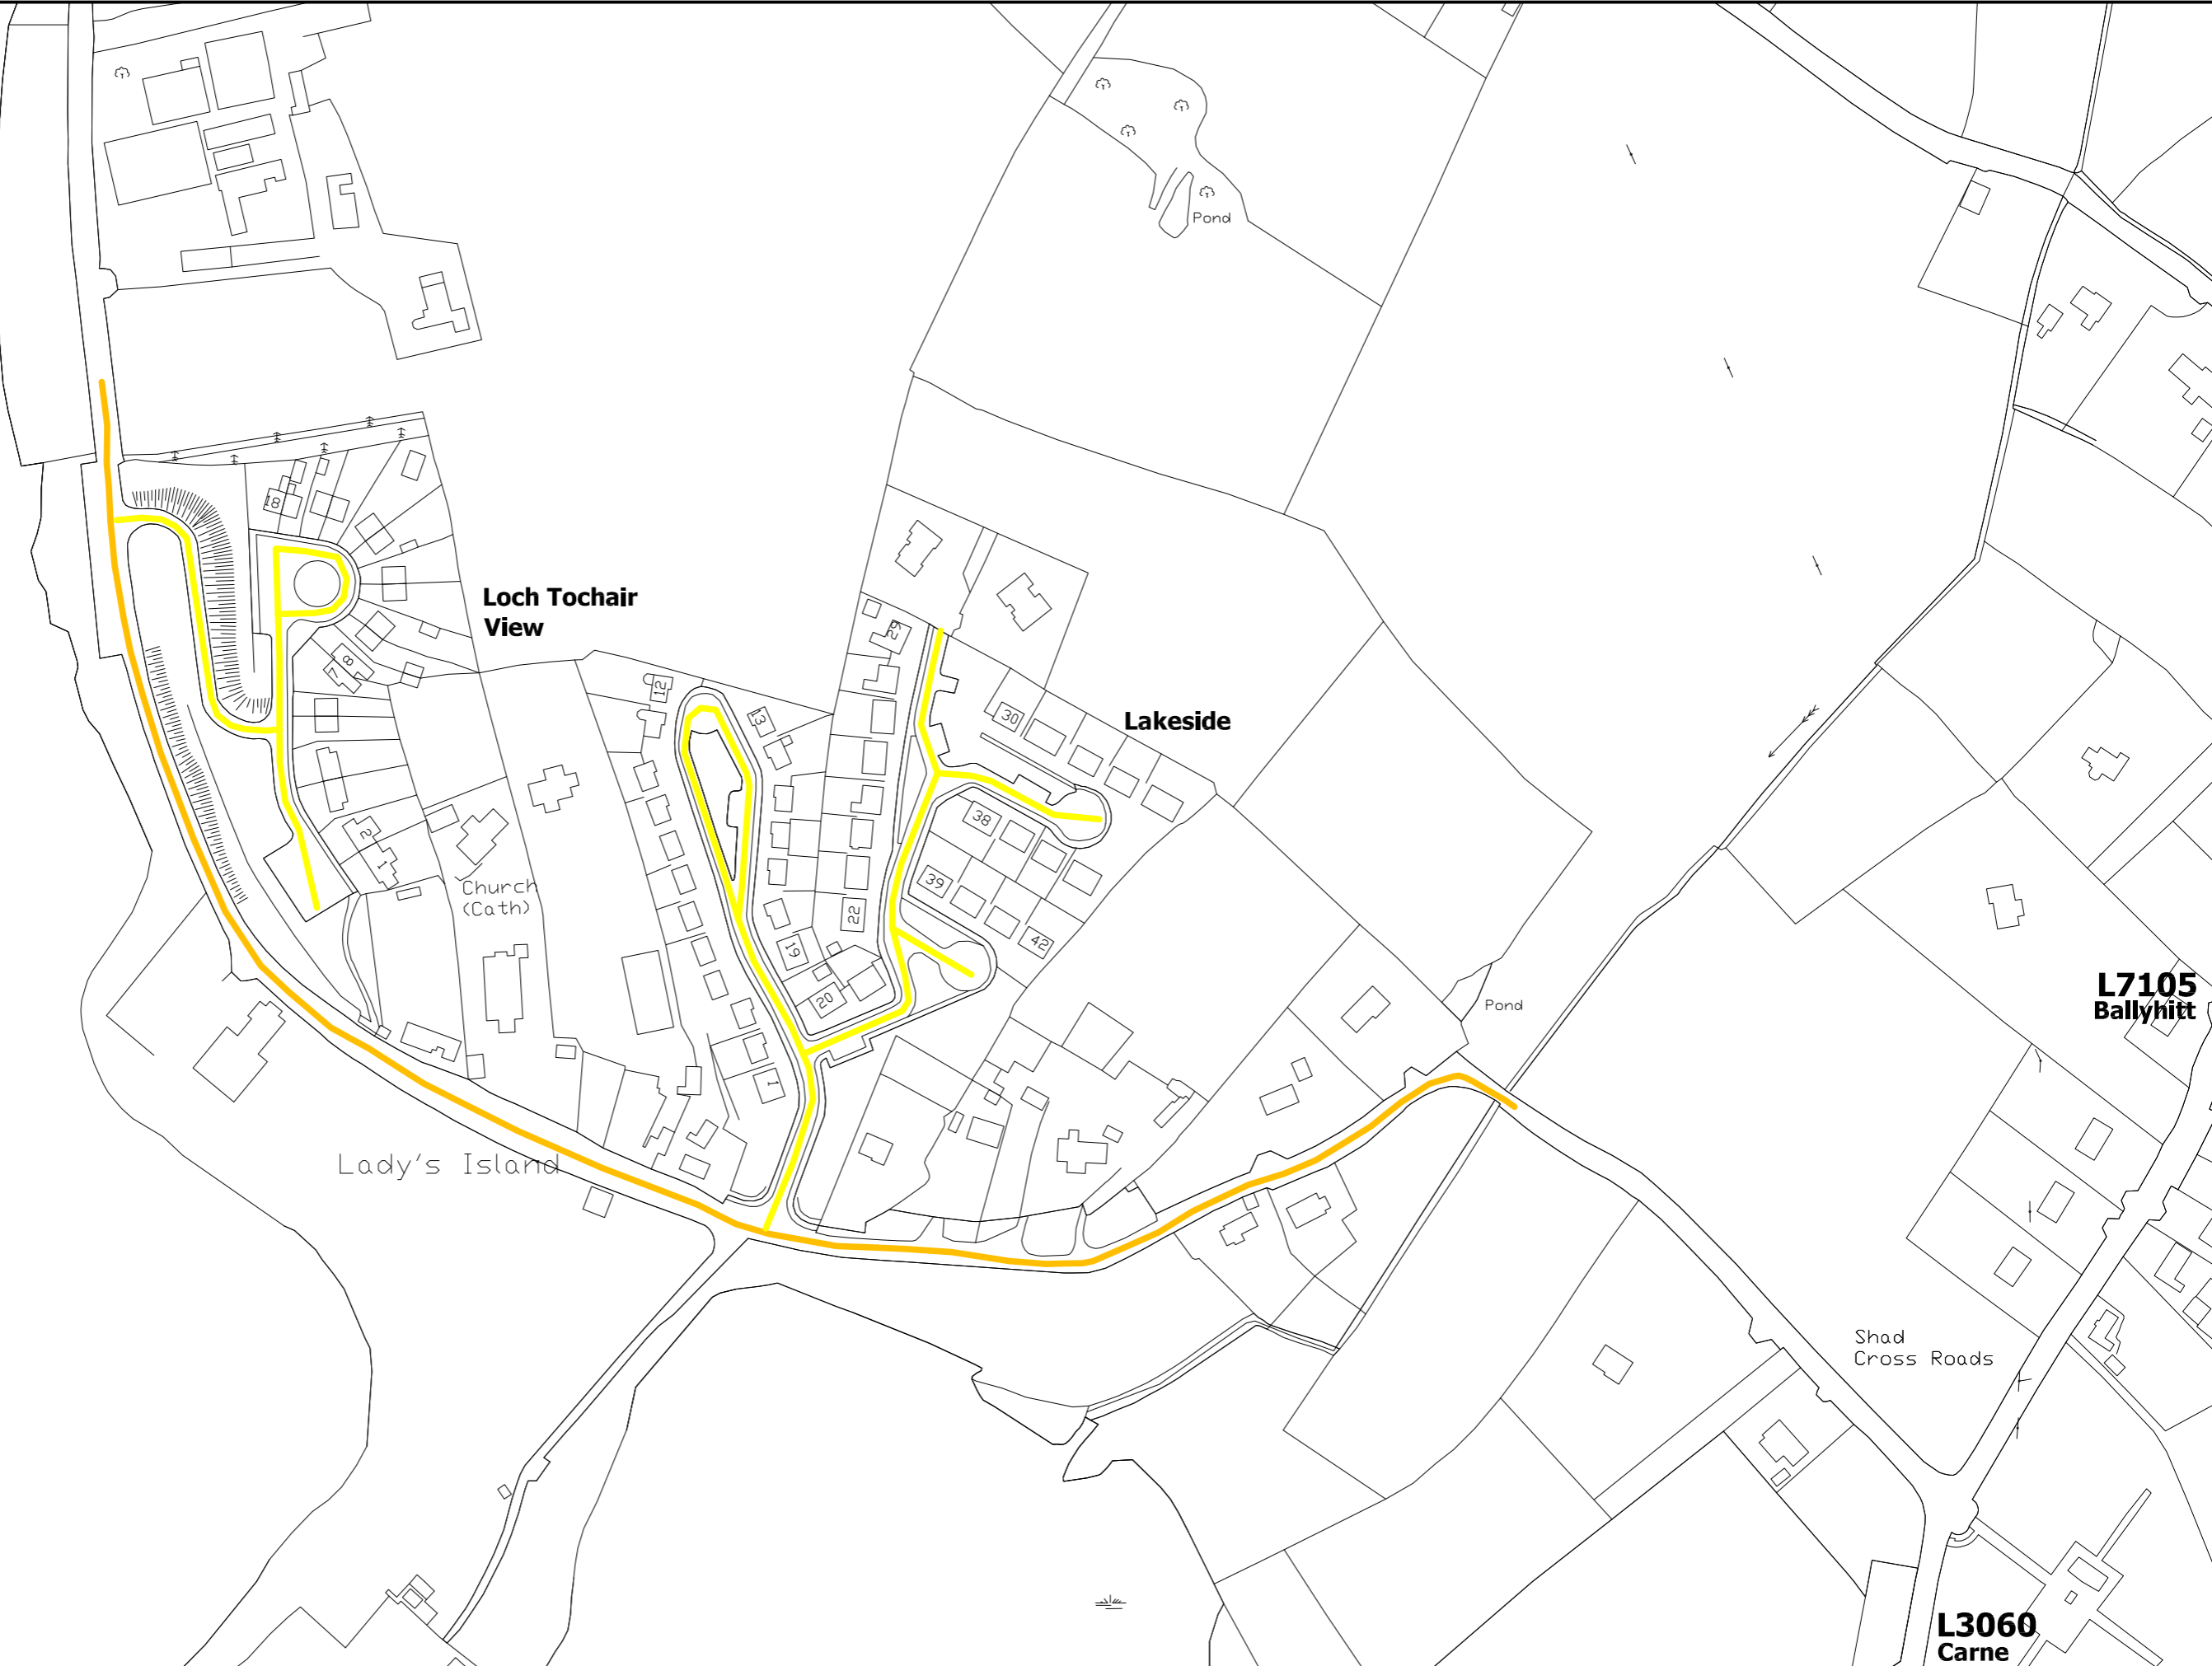 Pond
18
Loch Tochair
View
29
8
7
12
13
30
Lakeside
38
2
1
39
Church
(Cath)
22
42
19
20
L7105
Ballyhitt
Pond
1
Lady's Island
Shad
Cross Roads
L3060
Carne